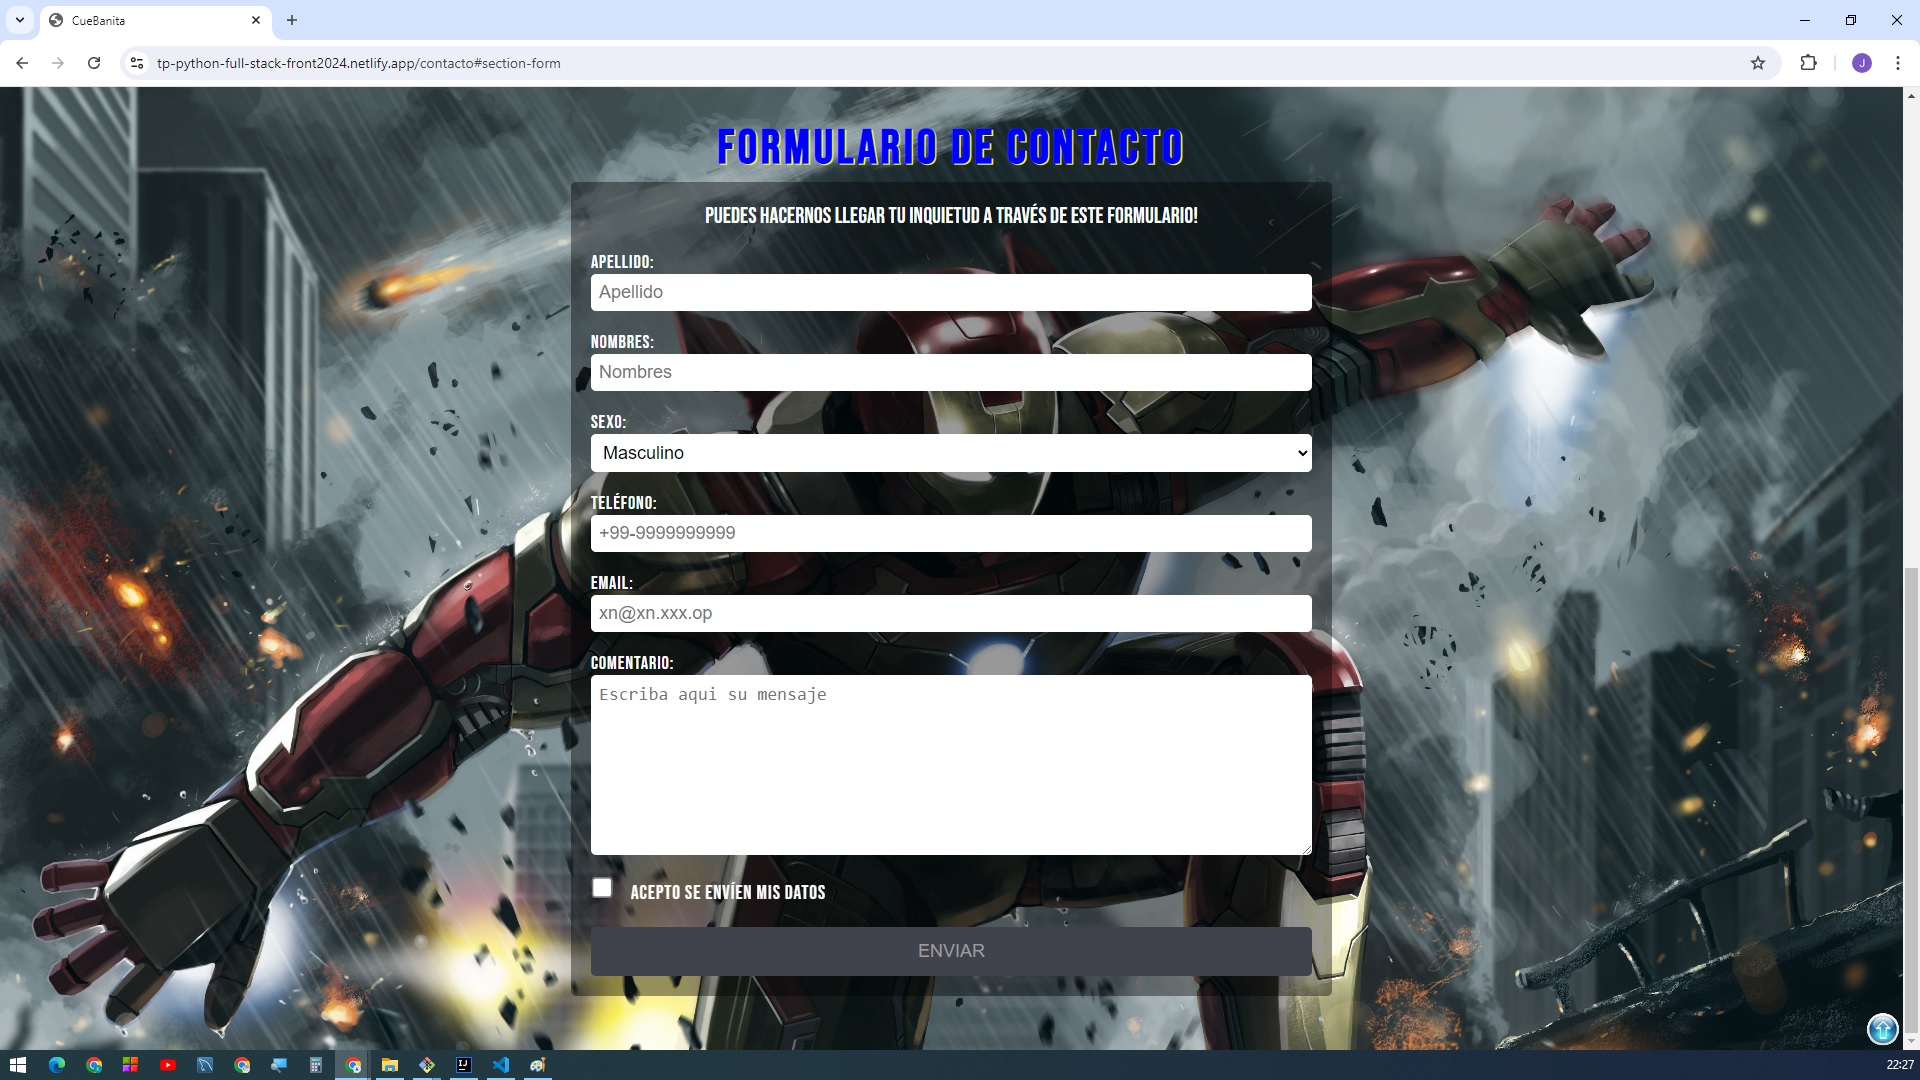 CueBanita
tp-python-full-stack-front2024.netlify.app/contacto#section-form
J
FORMULARIO DE CONTACTO
PUEDES HACERNOS LLEGAR TU INQUIETUD A TRAVÉS DE ESTE FORMULARIO!
APELLIDO:
Apellido
NOMBRES:
Nombres
SEXO:
Masculino
TELÉFONO:
+99-9999999999
EMAIL:
xn@xn.xxx.op
COMENTARIO:
Escriba aqui su mensaje
ACEPTO SE ENVÍEN MIS DATOS
ENVIAR
22:27